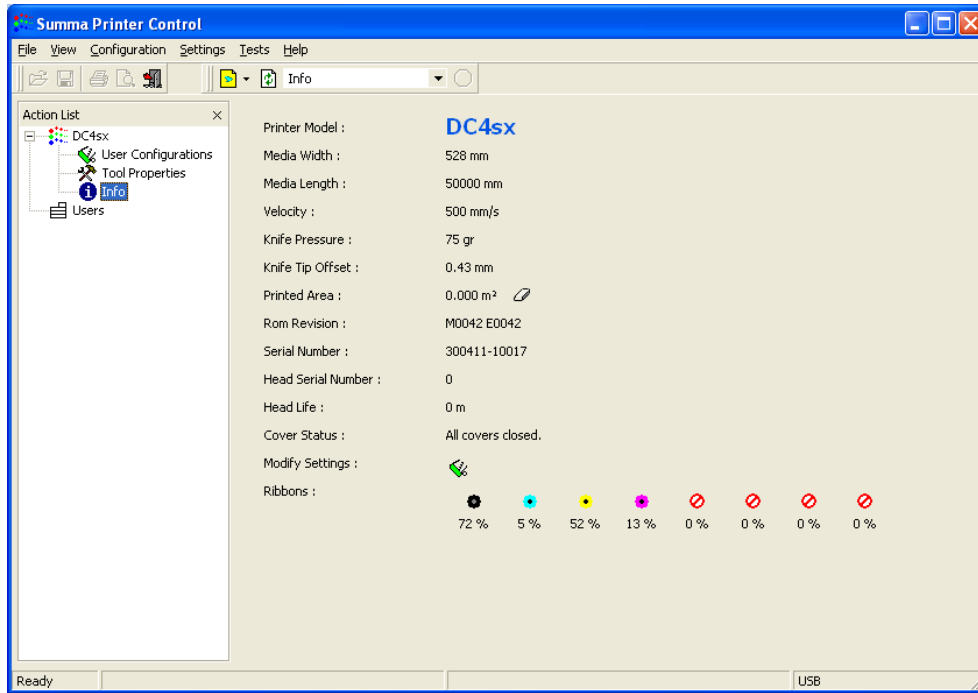 Summa Printer Control
File View Configuration Settings Tests Help
Info
Action List
DC4sx
User Configurations
Tool Properties
Info
Users
Printer Model : DC4sx
Media Width : 528 mm
Media Length : 50000 mm
Velocity : 500 mm/s
Knife Pressure : 75 gr
Knife Tip Offset : 0.43 mm
Printed Area : 0.000 m²
Rom Revision : M0042 E0042
Serial Number : 300411-10017
Head Serial Number : 0
Head Life : 0 m
Cover Status : All covers closed.
Modify Settings :
Ribbons :
72 % 5 % 52 % 13 % 0 % 0 % 0 % 0 %
Ready USB